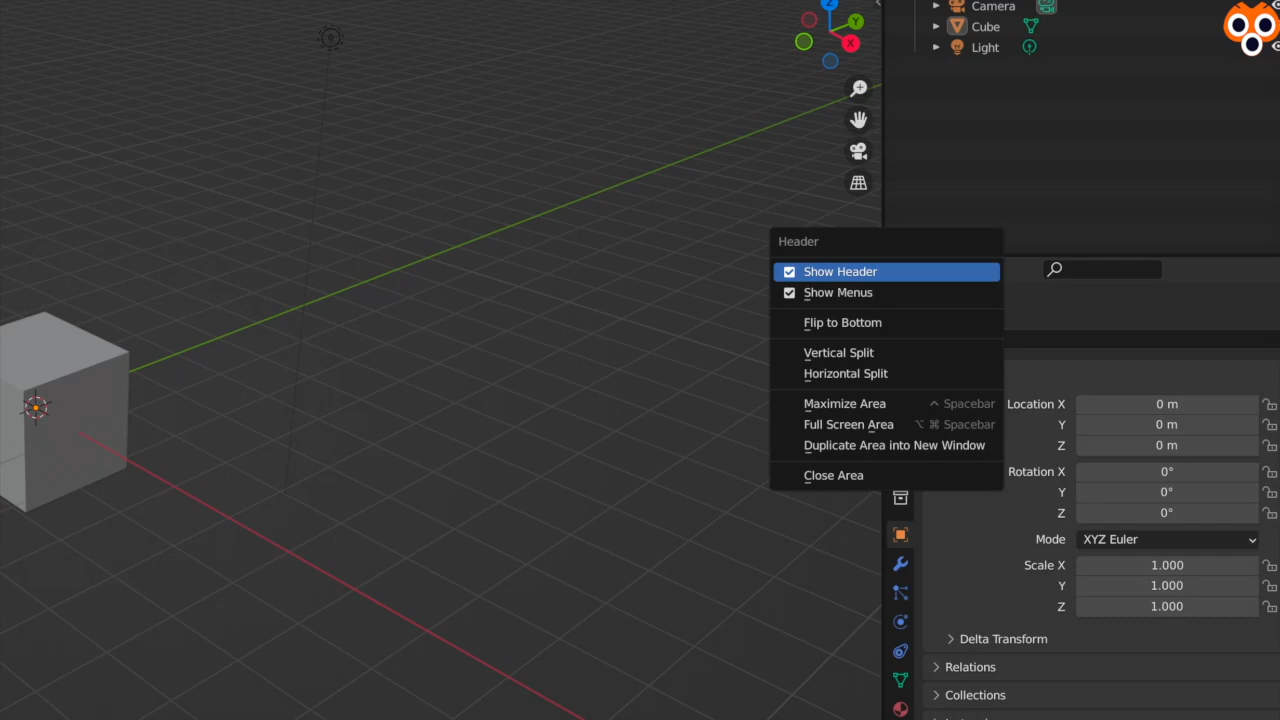 Z
Y
X
Camera
Cube
Light
Header
Show Header
Show Menus
Flip to Bottom
Vertical Split
Horizontal Split
Maximize Area ^ Spacebar
Full Screen Area ⌥ ⌘ Spacebar
Duplicate Area into New Window
Close Area
Location X 0 m
Y 0 m
Z 0 m
Rotation X 0°
Y 0°
Z 0°
Mode XYZ Euler
Scale X 1.000
Y 1.000
Z 1.000
Delta Transform
Relations
Collections